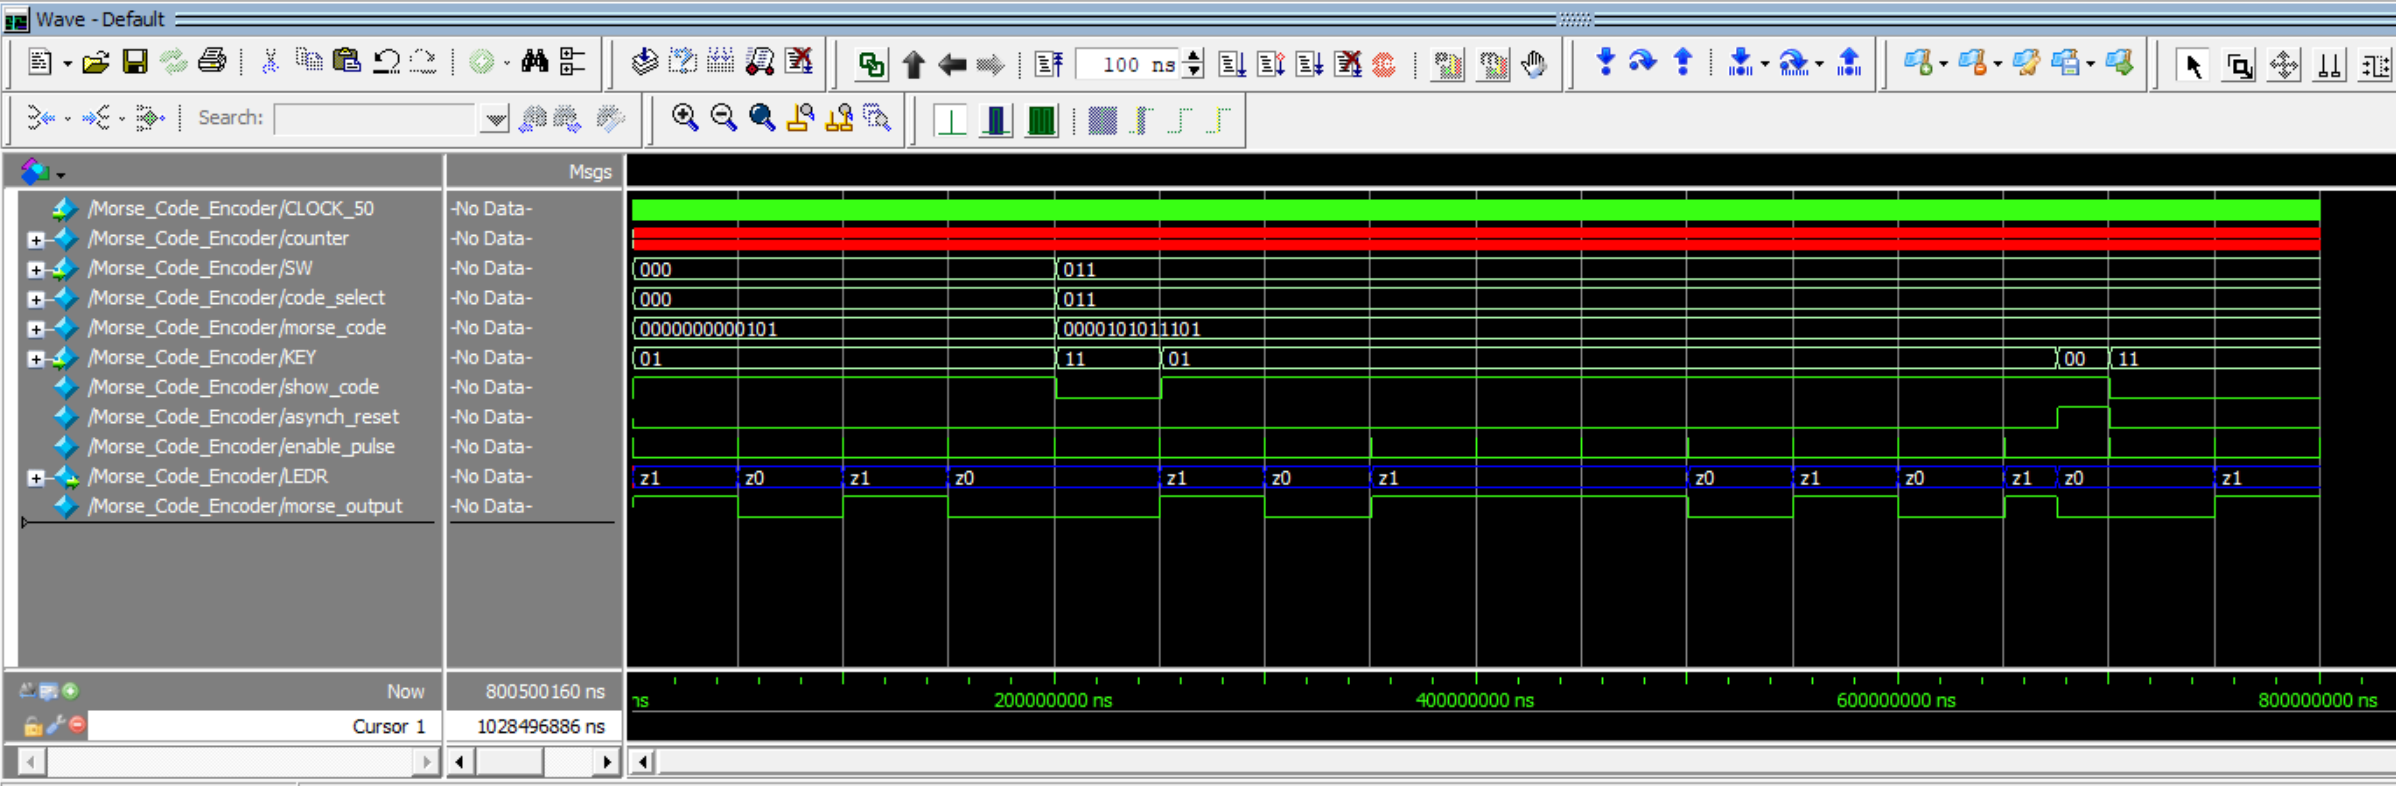 Wave - Default
100 ns
Search:
Msgs
/Morse_Code_Encoder/CLOCK_50 -No Data-
/Morse_Code_Encoder/counter -No Data-
/Morse_Code_Encoder/SW -No Data- 000 011
/Morse_Code_Encoder/code_select -No Data- 000 011
/Morse_Code_Encoder/morse_code -No Data- 0000000000101 0000101011101
/Morse_Code_Encoder/KEY -No Data- 01 11 01 00 11
/Morse_Code_Encoder/show_code -No Data-
/Morse_Code_Encoder/asynch_reset -No Data-
/Morse_Code_Encoder/enable_pulse -No Data-
/Morse_Code_Encoder/LEDR -No Data- z1 z0 z1 z0 z1 z0 z1 z0 z1 z0 z1 z0 z1
/Morse_Code_Encoder/morse_output -No Data-
Now 800500160 ns ns 200000000 ns 400000000 ns 600000000 ns 800000000 ns
Cursor 1 1028496886 ns